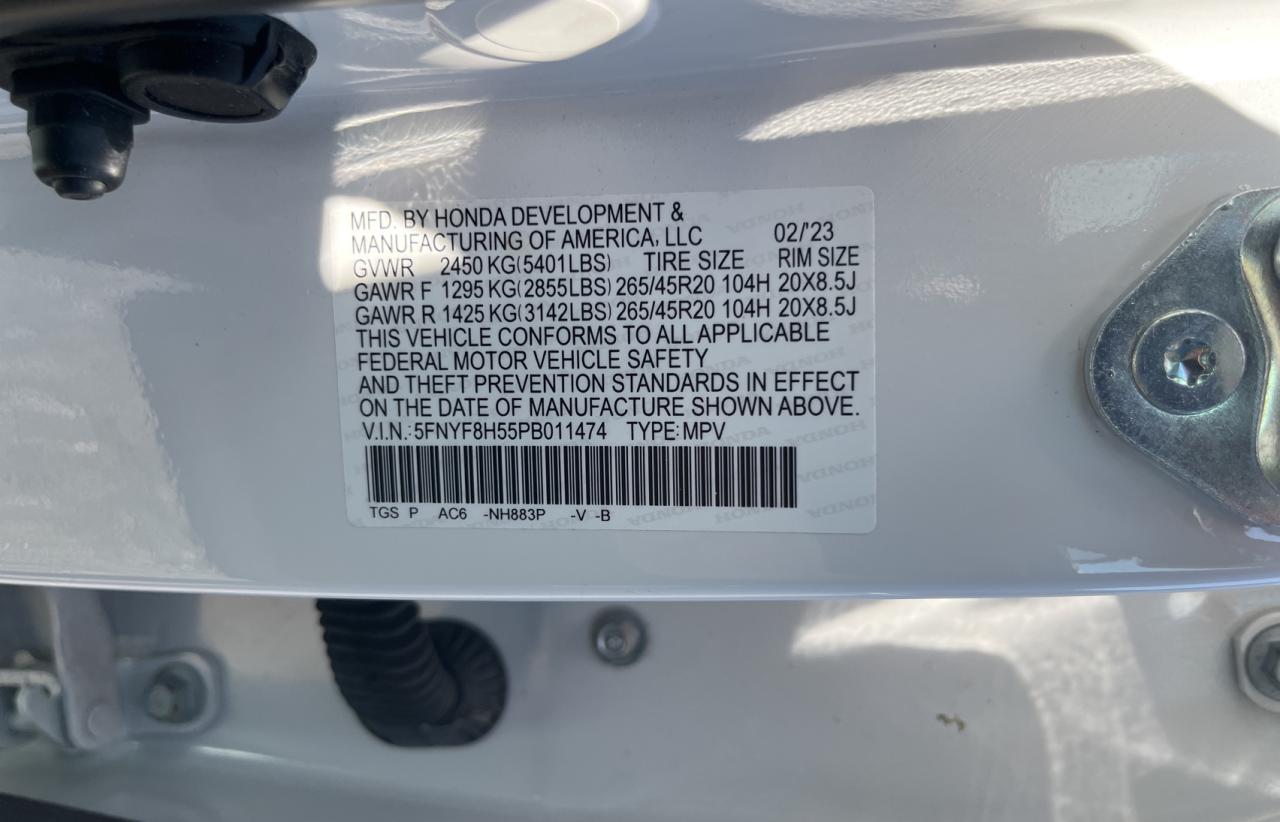 MFD. BY HONDA DEVELOPMENT &
MANUFACTURING OF AMERICA, LLC 02/'23
GVWR 2450 KG(5401LBS) TIRE SIZE RIM SIZE
GAWR F 1295 KG(2855LBS) 265/45R20 104H 20X8.5J
GAWR R 1425 KG(3142LBS) 265/45R20 104H 20X8.5J
THIS VEHICLE CONFORMS TO ALL APPLICABLE
FEDERAL MOTOR VEHICLE SAFETY
AND THEFT PREVENTION STANDARDS IN EFFECT
ON THE DATE OF MANUFACTURE SHOWN ABOVE.
V.I.N.:5FNYF8H55PB011474 TYPE:MPV
TGS P AC6 -NH883P -V -B